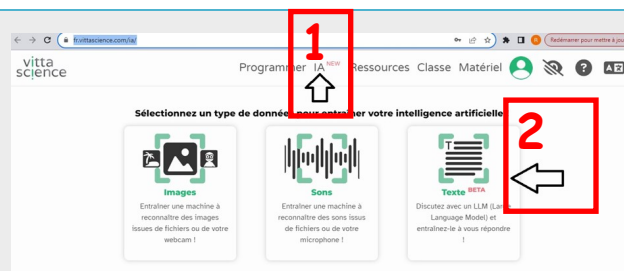 fr.vittascience.com/ia/
Redémarrer pour mettre à jou
1
vitta
science
Programmer IA NEW Ressources Classe Matériel
Sélectionnez un type de données pour entraîner votre intelligence artificielle
2
Images
Entraîner une machine à
reconnaître des images
issues de fichiers ou de votre
webcam !
Sons
Entraîner une machine à
reconnaître des sons issus
de fichiers ou de votre
microphone !
T
Texte BETA
Discutez avec un LLM (Large
Language Model) et
entraînez-le à vous répondre
!